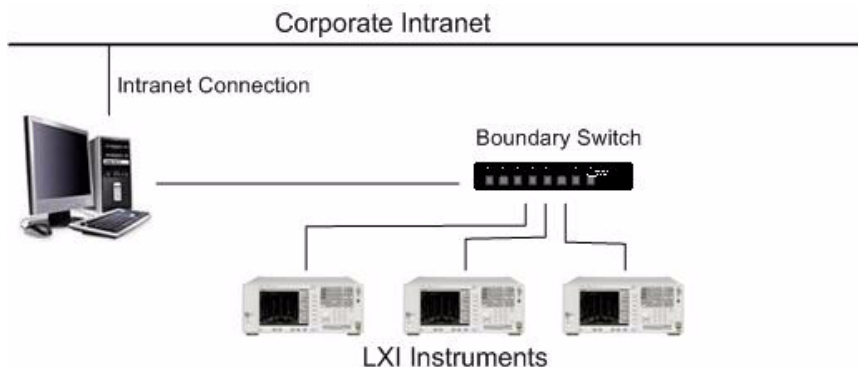 Corporate Intranet
Intranet Connection
Boundary Switch
LXI Instruments